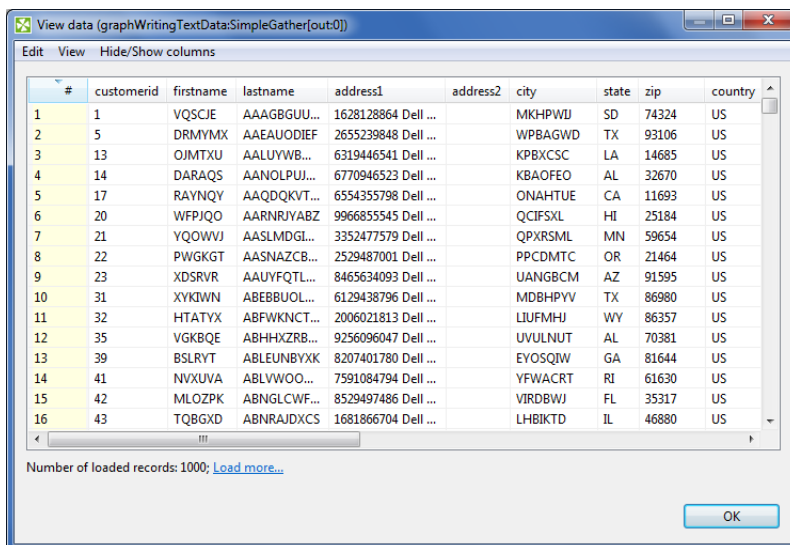 View data (graphWritingTextData:SimpleGather[out:0])
Edit View Hide/Show columns
# customerid firstname lastname address1 address2 city state zip country
1 1 VQSCJE AAAGBGUU... 1628128864 Dell ... MKHPWIJ SD 74324 US
2 5 DRMYMX AAEAUODIEF 2655239848 Dell ... WPBAGWD TX 93106 US
3 13 OJMTXU AALUYWB... 6319446541 Dell ... KPBXCSC LA 14685 US
4 14 DARAQS AANOLPUJ... 6770946523 Dell ... KBAOFEO AL 32670 US
5 17 RAYNQY AAQDQKVT... 6554355798 Dell ... ONAHTUE CA 11693 US
6 20 WFPJQO AARNRJYABZ 9966855545 Dell ... QCIFSXL HI 25184 US
7 21 YQOWVJ AASLMDGI... 3352477579 Dell ... QPXRSML MN 59654 US
8 22 PWGKGT AASNAZCB... 2529487001 Dell ... PPCDMTC OR 21464 US
9 23 XDSRVR AAUYFQTL... 8465634093 Dell ... UANGBCM AZ 91595 US
10 31 XYKIWN ABEBBUOL... 6129438796 Dell ... MDBHPYV TX 86980 US
11 32 HTATYX ABFWKNCT... 2006021813 Dell ... LIUFMHJ WY 86357 US
12 35 VGKBQE ABHHXZRB... 9256096047 Dell ... UVULNUT AL 70381 US
13 39 BSLRYT ABLEUNBYXK 8207401780 Dell ... EYOSQIW GA 81644 US
14 41 NVXUVA ABLVWOO... 7591084794 Dell ... YFWACRT RI 61630 US
15 42 MLOZPK ABNGLCWF... 8529497486 Dell ... VIRDBWJ FL 35317 US
16 43 TQBGXD ABNRAJDXCS 1681866704 Dell ... LHBIKTD IL 46880 US
Number of loaded records: 1000; Load more...
OK